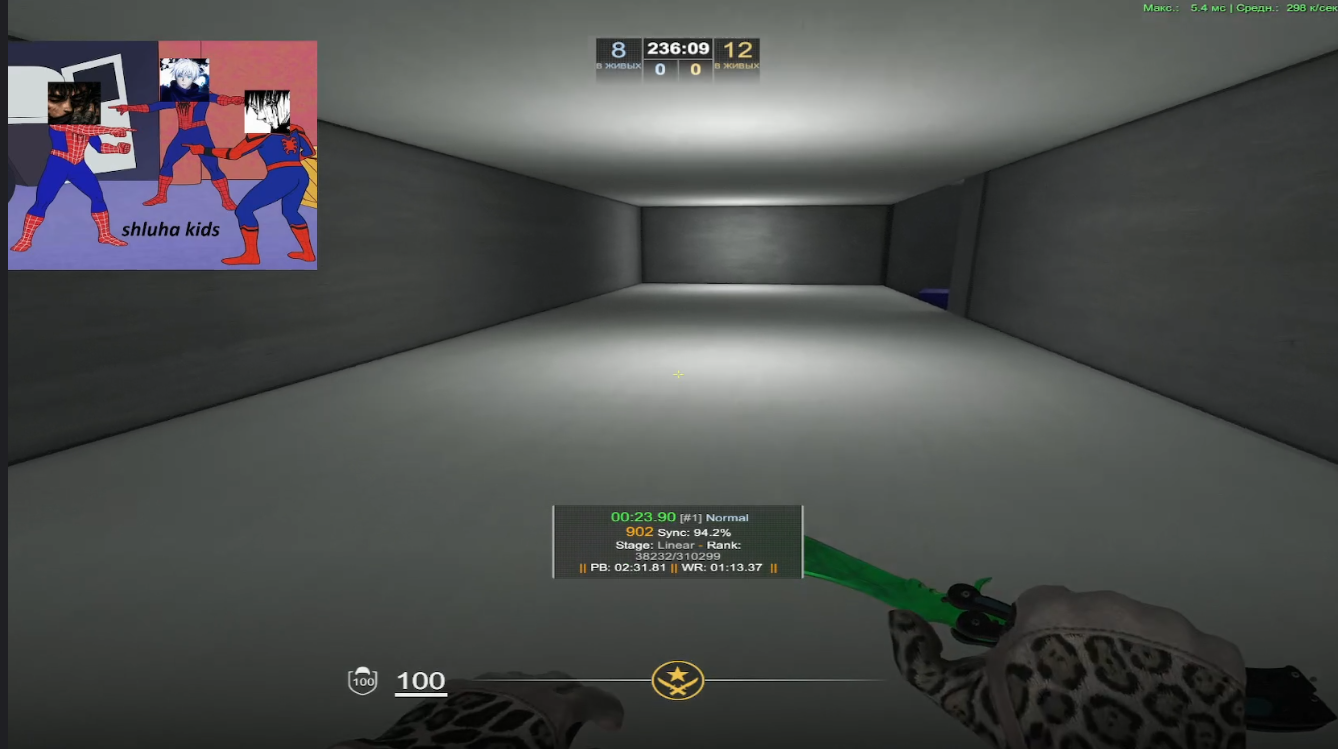 Макс.: 5.4 мс | Средн.: 298 к/сек
8 236:09 12
В ЖИВЫХ 0 0 В ЖИВЫХ
shluha kids
00:23.90 [#1] Normal
902 Sync: 94.2%
Stage: Linear - Rank:
38232/310299
|| PB: 02:31.81 || WR: 01:13.37 ||
100 100